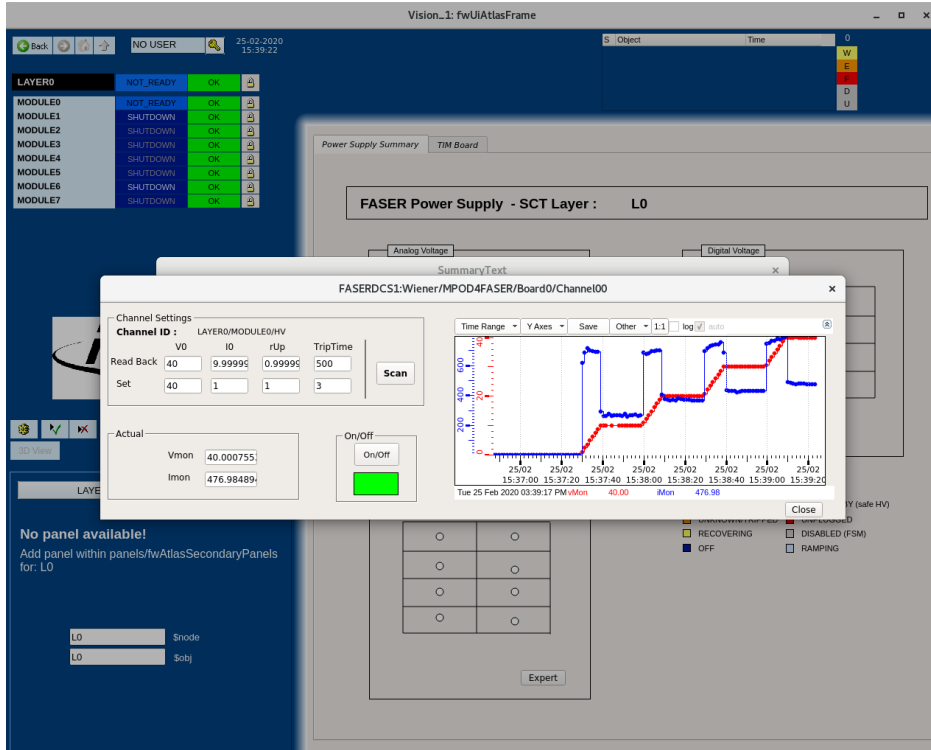 Vision_1: fwUiAtlasFrame
Back
NO USER
25-02-2020
15:39:22
S Object Time
0
W
E
F
D
U
LAYER0 NOT_READY OK
MODULE0 NOT_READY OK
MODULE1 SHUTDOWN OK
MODULE2 SHUTDOWN OK
MODULE3 SHUTDOWN OK
MODULE4 SHUTDOWN OK
MODULE5 SHUTDOWN OK
MODULE6 SHUTDOWN OK
MODULE7 SHUTDOWN OK
Power Supply Summary TIM Board
FASER Power Supply - SCT Layer : L0
Analog Voltage Digital Voltage
SummaryText
FASERDCS1:Wiener/MPOD4FASER/Board0/Channel00
Channel Settings
Channel ID : LAYER0/MODULE0/HV
V0 I0 rUp TripTime
Read Back 40 9.99999 0.99999 500
Set 40 1 1 3
Scan
Actual
Vmon 40.000755
Imon 476.98489
On/Off
On/Off
Time Range Y Axes Save Other 1:1 log auto
600
400
200
40
20
0
25/02 25/02 25/02 25/02 25/02 25/02 25/02 25/02
15:37:00 15:37:20 15:37:40 15:38:00 15:38:20 15:38:40 15:39:00 15:39:20
Tue 25 Feb 2020 03:39:17 PM vMon 40.00 iMon 476.98
Close
3D View
LAYE
(safe HV)
UNKNOWN/TRIPPED UNPLUGGED
RECOVERING DISABLED (FSM)
OFF RAMPING
No panel available!
Add panel within panels/fwAtlasSecondaryPanels
for: L0
L0 $node
L0 $obj
Expert